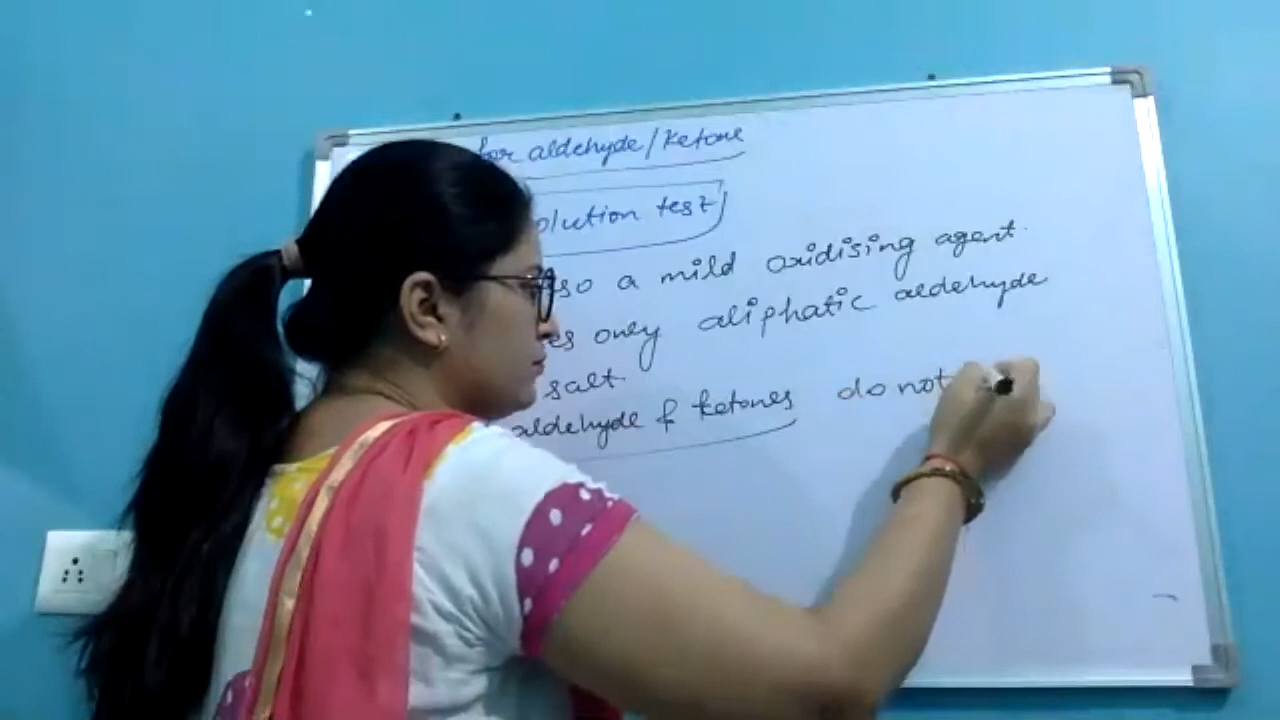 for aldehyde/Ketone
olution test
so a mild oxidising agent.
es only aliphatic aldehyde
salt.
aldehyde & ketones do not